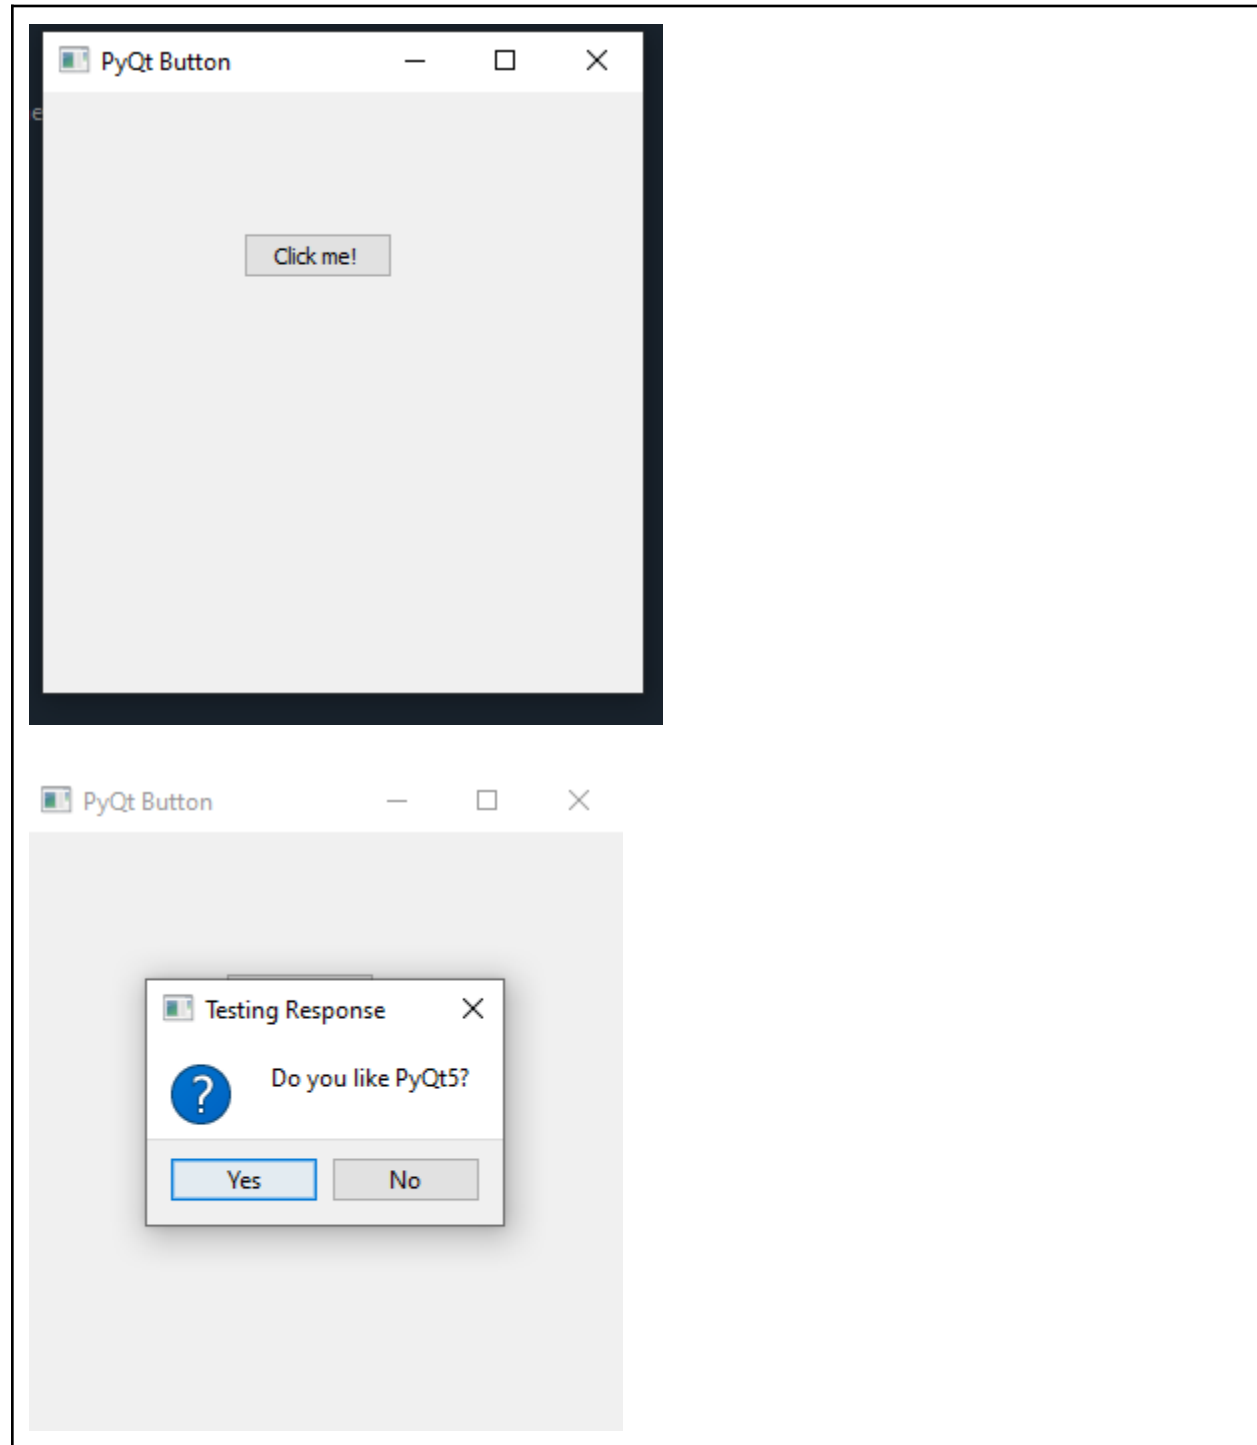 PyQt Button
e
Click me!
PyQt Button
Testing Response
?
Do you like PyQt5?
Yes
No